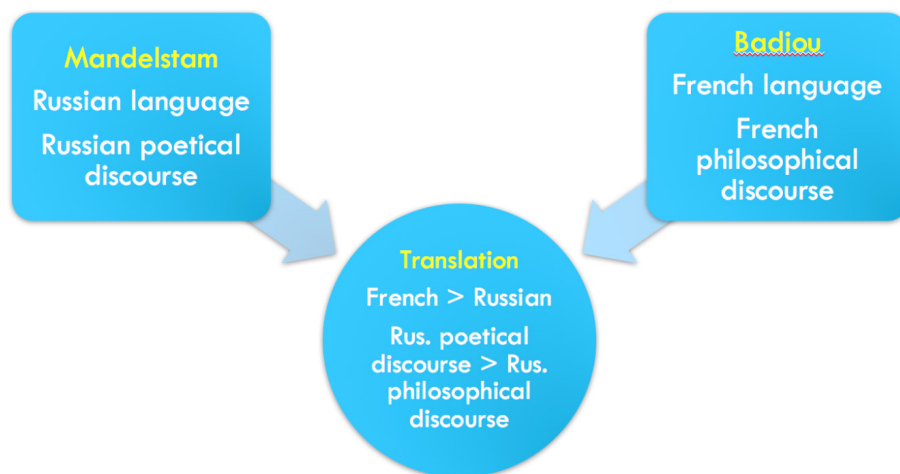 Mandelstam
Russian language
Russian poetical
discourse
Badiou
French language
French
philosophical
discourse
Translation
French > Russian
Rus. poetical
discourse > Rus.
philosophical
discourse